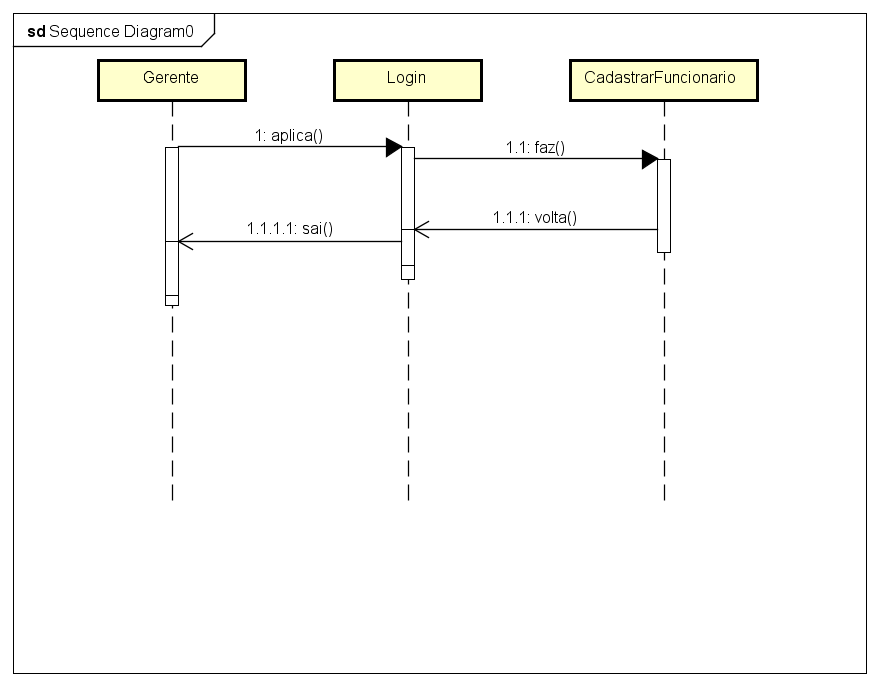 sd Sequence Diagram0
Gerente
Login
CadastrarFuncionario
1: aplica()
1.1: faz()
1.1.1: volta()
1.1.1.1: sai()